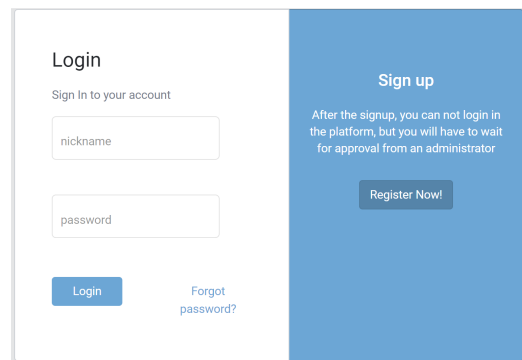 Login
Sign In to your account
nickname
password
Login
Forgot
password?
Sign up
After the signup, you can not login in
the platform, but you will have to wait
for approval from an administrator
Register Now!